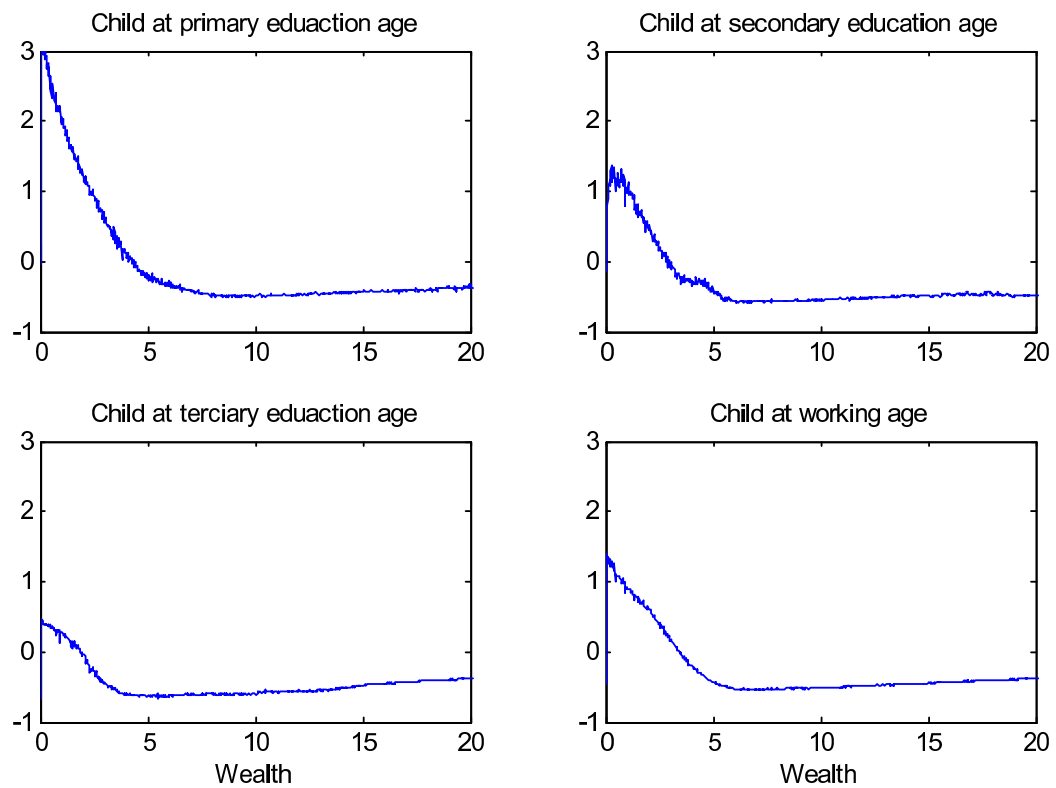 Child at primary eduaction age
3
2
1
0
-1
0 5 10 15 20
Child at secondary education age
3
2
1
0
-1
0 5 10 15 20
Child at terciary eduaction age
3
2
1
0
-1
0 5 10 15 20
Wealth
Child at working age
3
2
1
0
-1
0 5 10 15 20
Wealth